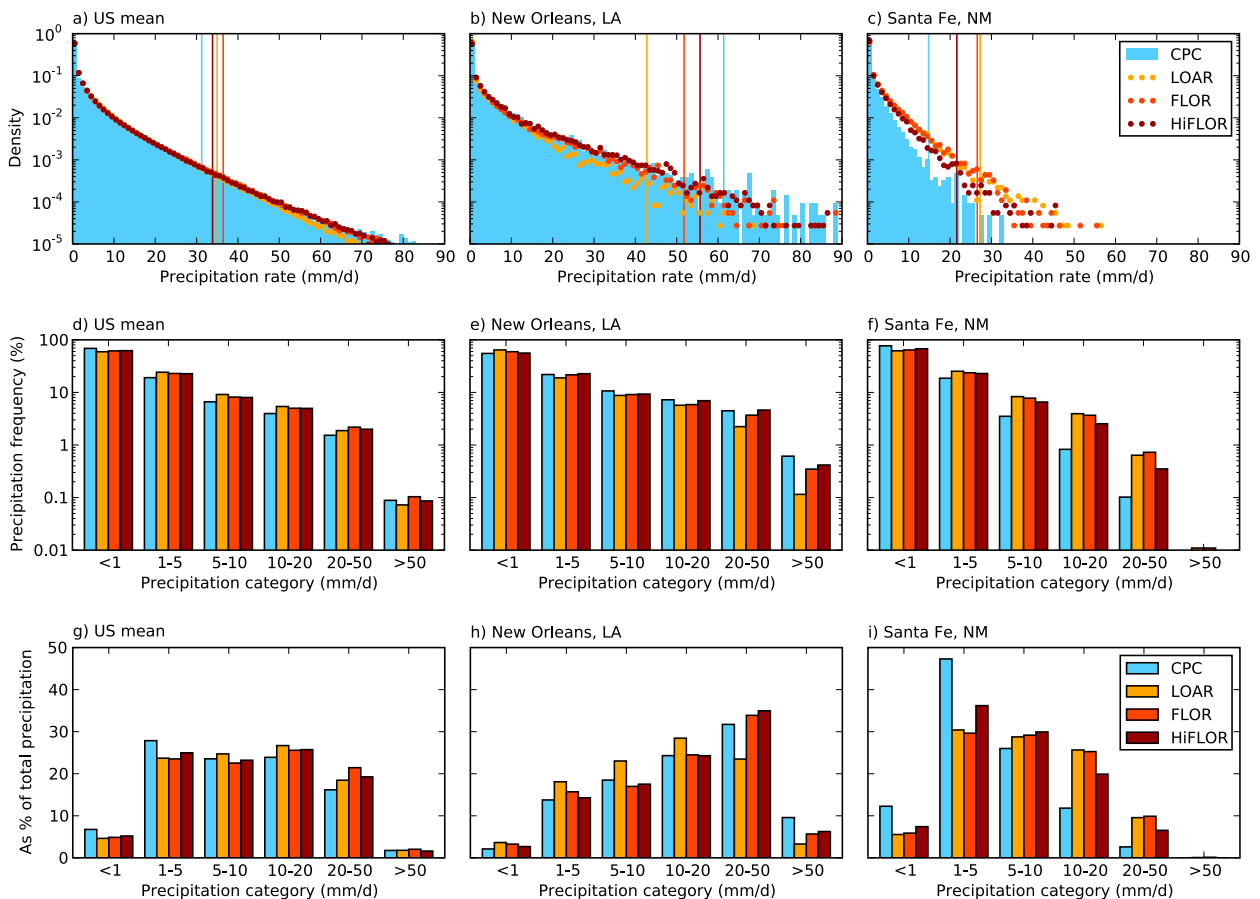 a) US mean
b) New Orleans, LA
c) Santa Fe, NM
Density
10^0
10^-1
10^-2
10^-3
10^-4
10^-5
CPC
LOAR
FLOR
HiFLOR
0 10 20 30 40 50 60 70 80 90
0 10 20 30 40 50 60 70 80 90
0 10 20 30 40 50 60 70 80 90
Precipitation rate (mm/d)
Precipitation rate (mm/d)
Precipitation rate (mm/d)
d) US mean
e) New Orleans, LA
f) Santa Fe, NM
Precipitation frequency (%)
100
10
1
0.1
0.01
<1 1–5 5–10 10–20 20–50 >50
<1 1–5 5–10 10–20 20–50 >50
<1 1–5 5–10 10–20 20–50 >50
Precipitation category (mm/d)
Precipitation category (mm/d)
Precipitation category (mm/d)
g) US mean
h) New Orleans, LA
i) Santa Fe, NM
As % of total precipitation
50
40
30
20
10
0
CPC
LOAR
FLOR
HiFLOR
<1 1–5 5–10 10–20 20–50 >50
<1 1–5 5–10 10–20 20–50 >50
<1 1–5 5–10 10–20 20–50 >50
Precipitation category (mm/d)
Precipitation category (mm/d)
Precipitation category (mm/d)